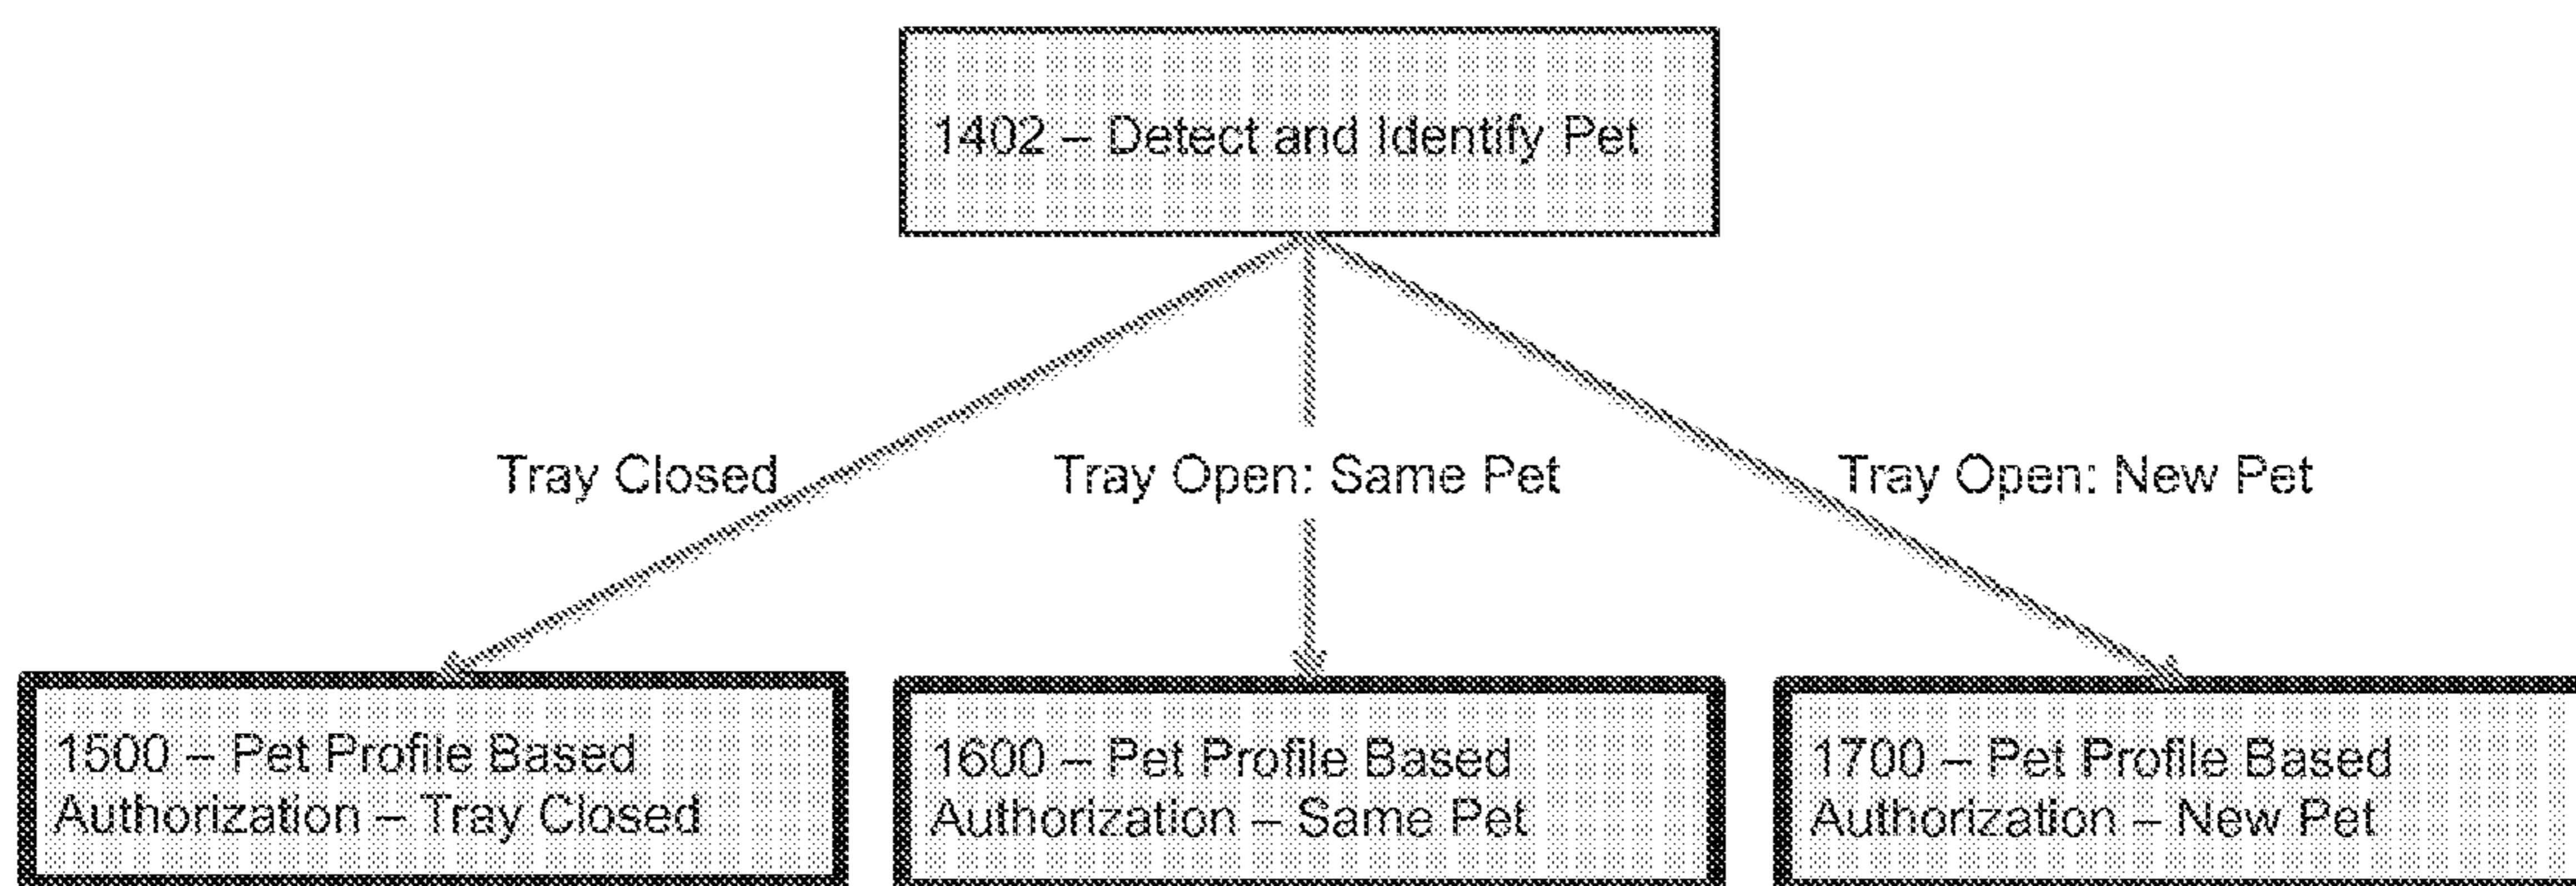 1402 – Detect and Identify Pet
Tray Closed
Tray Open: Same Pet
Tray Open: New Pet
1500 – Pet Profile Based
Authorization – Tray Closed
1600 – Pet Profile Based
Authorization – Same Pet
1700 – Pet Profile Based
Authorization – New Pet